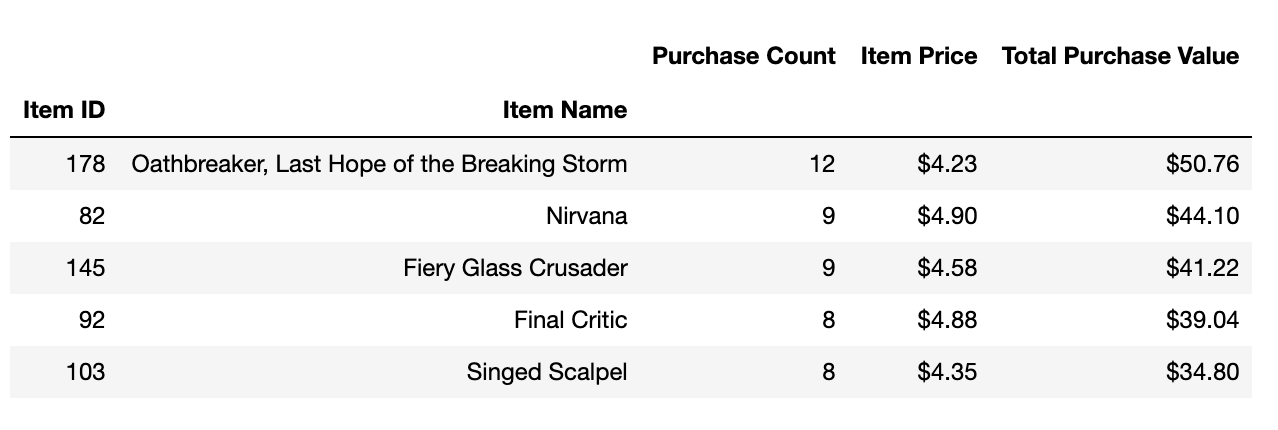 Purchase Count Item Price Total Purchase Value
Item ID Item Name
178 Oathbreaker, Last Hope of the Breaking Storm 12 $4.23 $50.76
82 Nirvana 9 $4.90 $44.10
145 Fiery Glass Crusader 9 $4.58 $41.22
92 Final Critic 8 $4.88 $39.04
103 Singed Scalpel 8 $4.35 $34.80